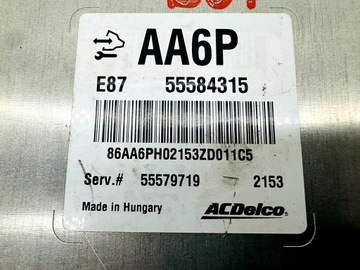 AA6P
E87 55584315
86AA6PH02153ZD011C5
Serv.# 55579719 2153
Made in Hungary ACDelco